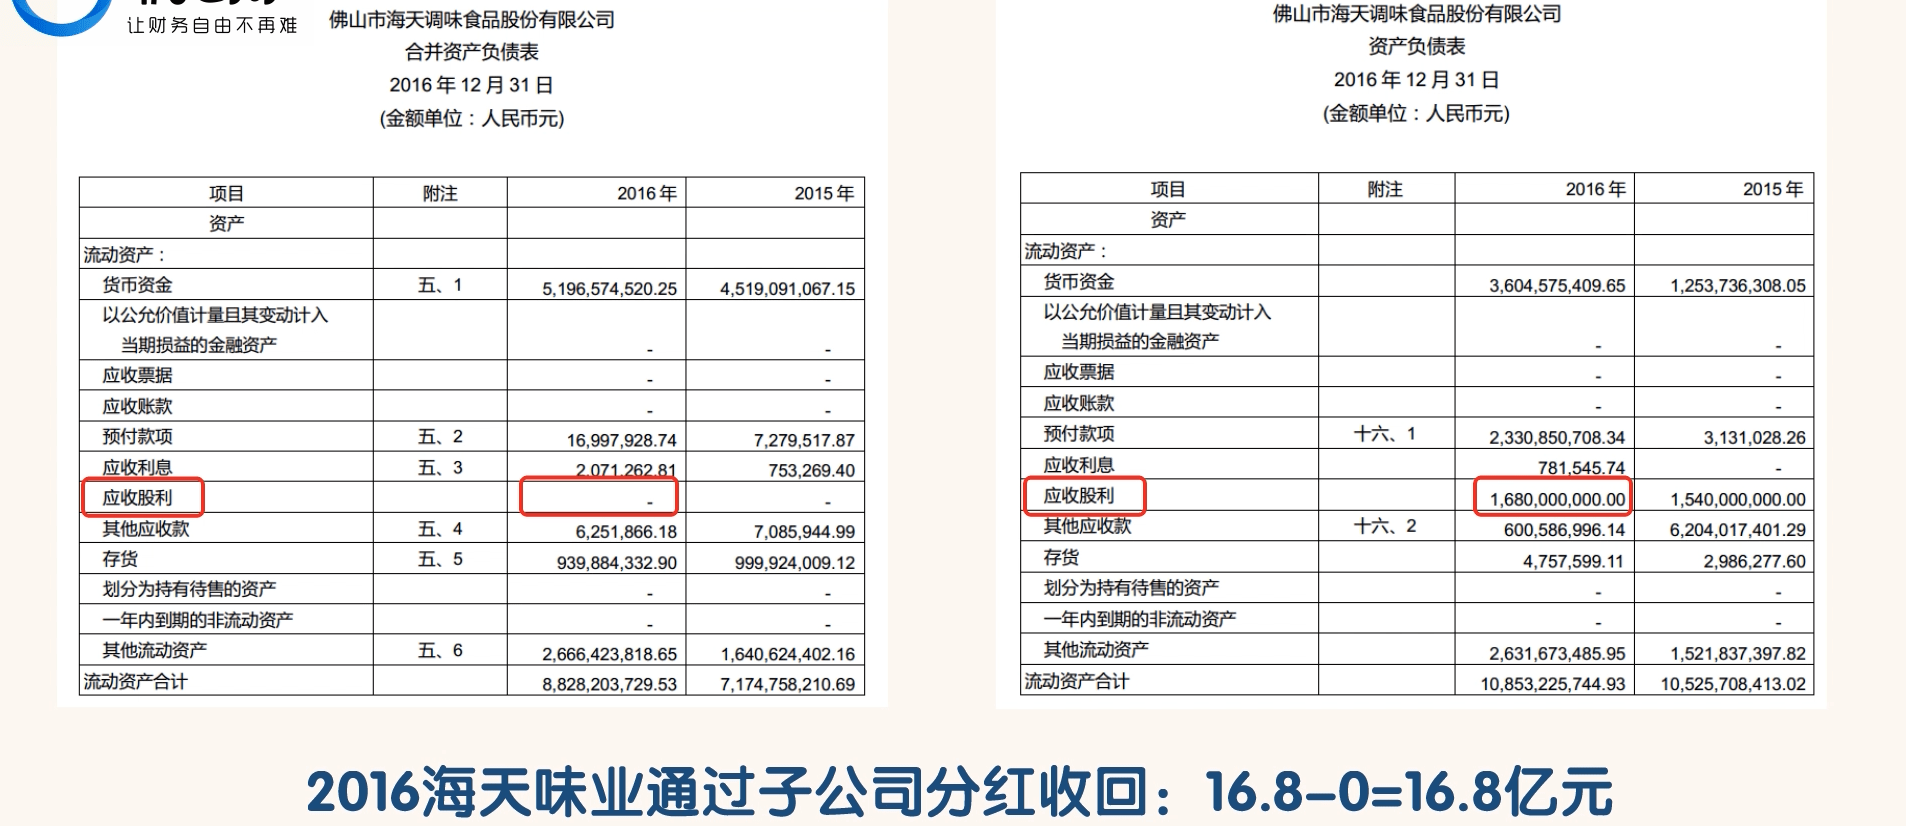 让财务自由不再难
佛山市海天调味食品股份有限公司
合并资产负债表
2016 年 12 月 31 日
(金额单位：人民币元)
项目 附注 2016 年 2015 年
资产
流动资产：
货币资金 五、1 5,196,574,520.25 4,519,091,067.15
以公允价值计量且其变动计入
当期损益的金融资产 - -
应收票据 - -
应收账款 - -
预付款项 五、2 16,997,928.74 7,279,517.87
应收利息 五、3 2,071,262.81 753,269.40
应收股利 - -
其他应收款 五、4 6,251,866.18 7,085,944.99
存货 五、5 939,884,332.90 999,924,009.12
划分为持有待售的资产 - -
一年内到期的非流动资产 - -
其他流动资产 五、6 2,666,423,818.65 1,640,624,402.16
流动资产合计 8,828,203,729.53 7,174,758,210.69
佛山市海天调味食品股份有限公司
资产负债表
2016 年 12 月 31 日
(金额单位：人民币元)
项目 附注 2016 年 2015 年
资产
流动资产：
货币资金 3,604,575,409.65 1,253,736,308.05
以公允价值计量且其变动计入
当期损益的金融资产 - -
应收票据 - -
应收账款 - -
预付款项 十六、1 2,330,850,708.34 3,131,028.26
应收利息 781,545.74 -
应收股利 1,680,000,000.00 1,540,000,000.00
其他应收款 十六、2 600,586,996.14 6,204,017,401.29
存货 4,757,599.11 2,986,277.60
划分为持有待售的资产 - -
一年内到期的非流动资产 - -
其他流动资产 2,631,673,485.95 1,521,837,397.82
流动资产合计 10,853,225,744.93 10,525,708,413.02
2016海天味业通过子公司分红收回：16.8-0=16.8亿元